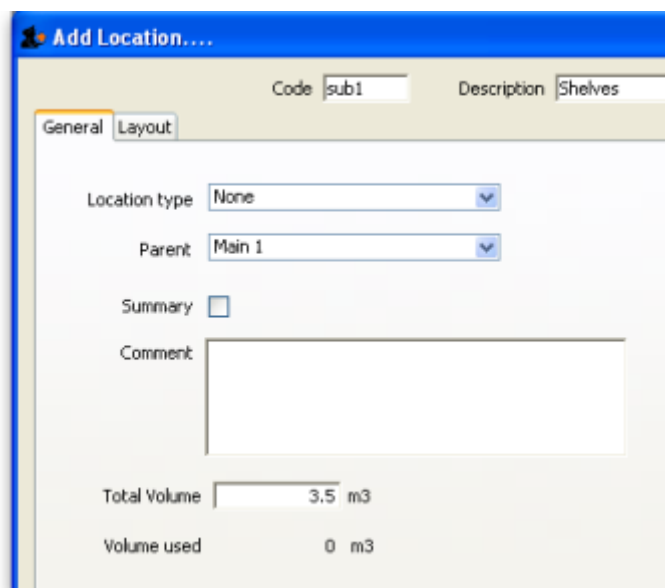 Add Location....
Code sub1 Description Shelves
General Layout
Location type None
Parent Main 1
Summary
Comment
Total Volume 3.5 m3
Volume used 0 m3